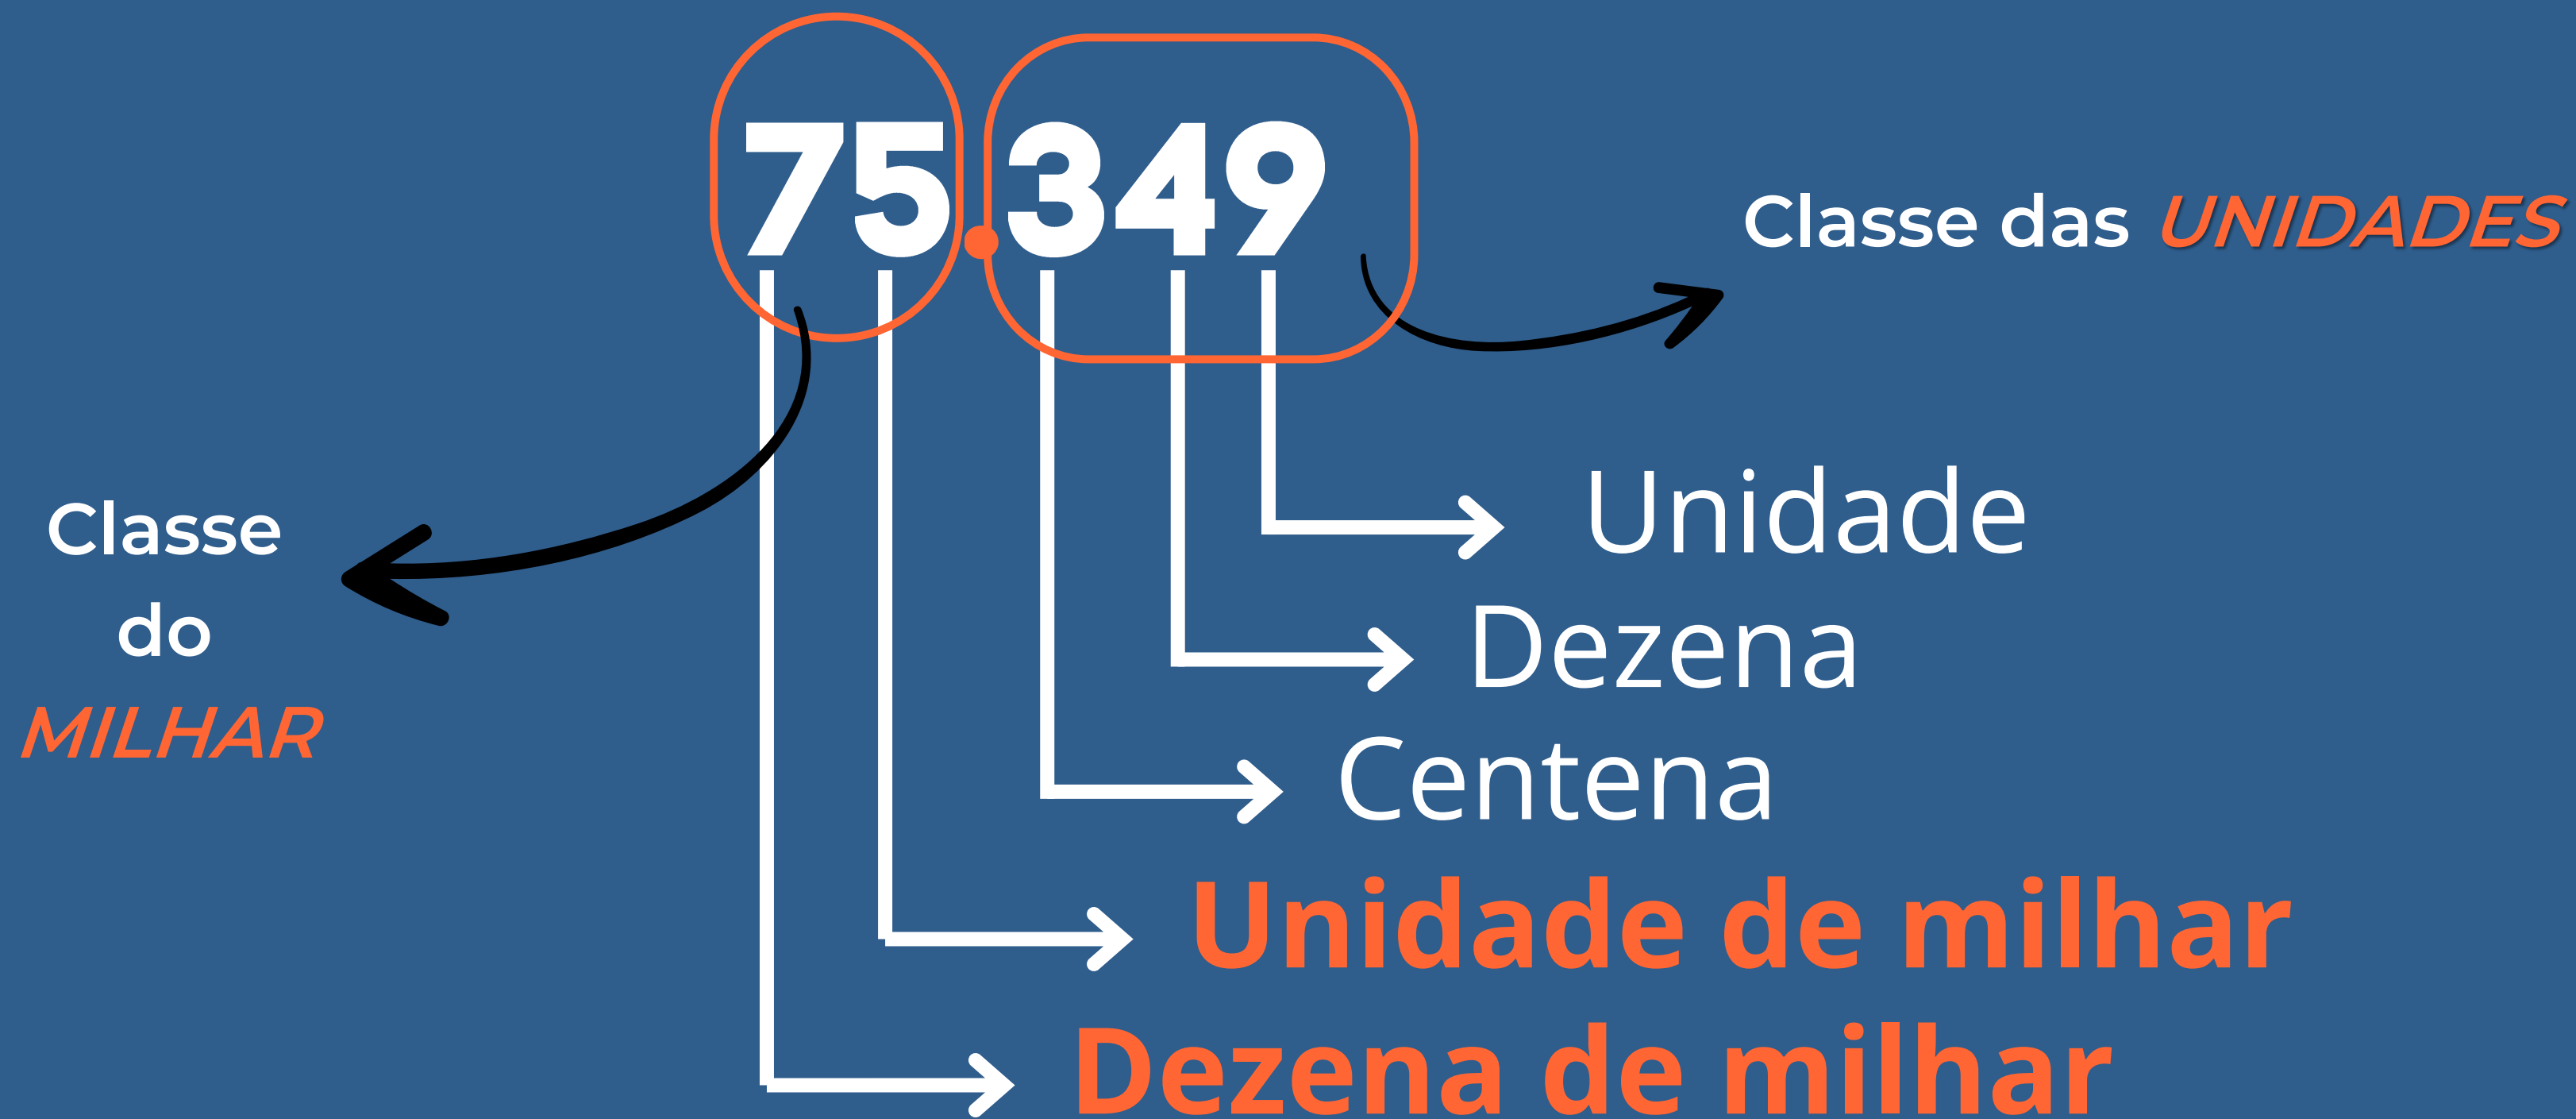 75.349
Classe das UNIDADES
Classe
do
MILHAR
Unidade
Dezena
Centena
Unidade de milhar
Dezena de milhar